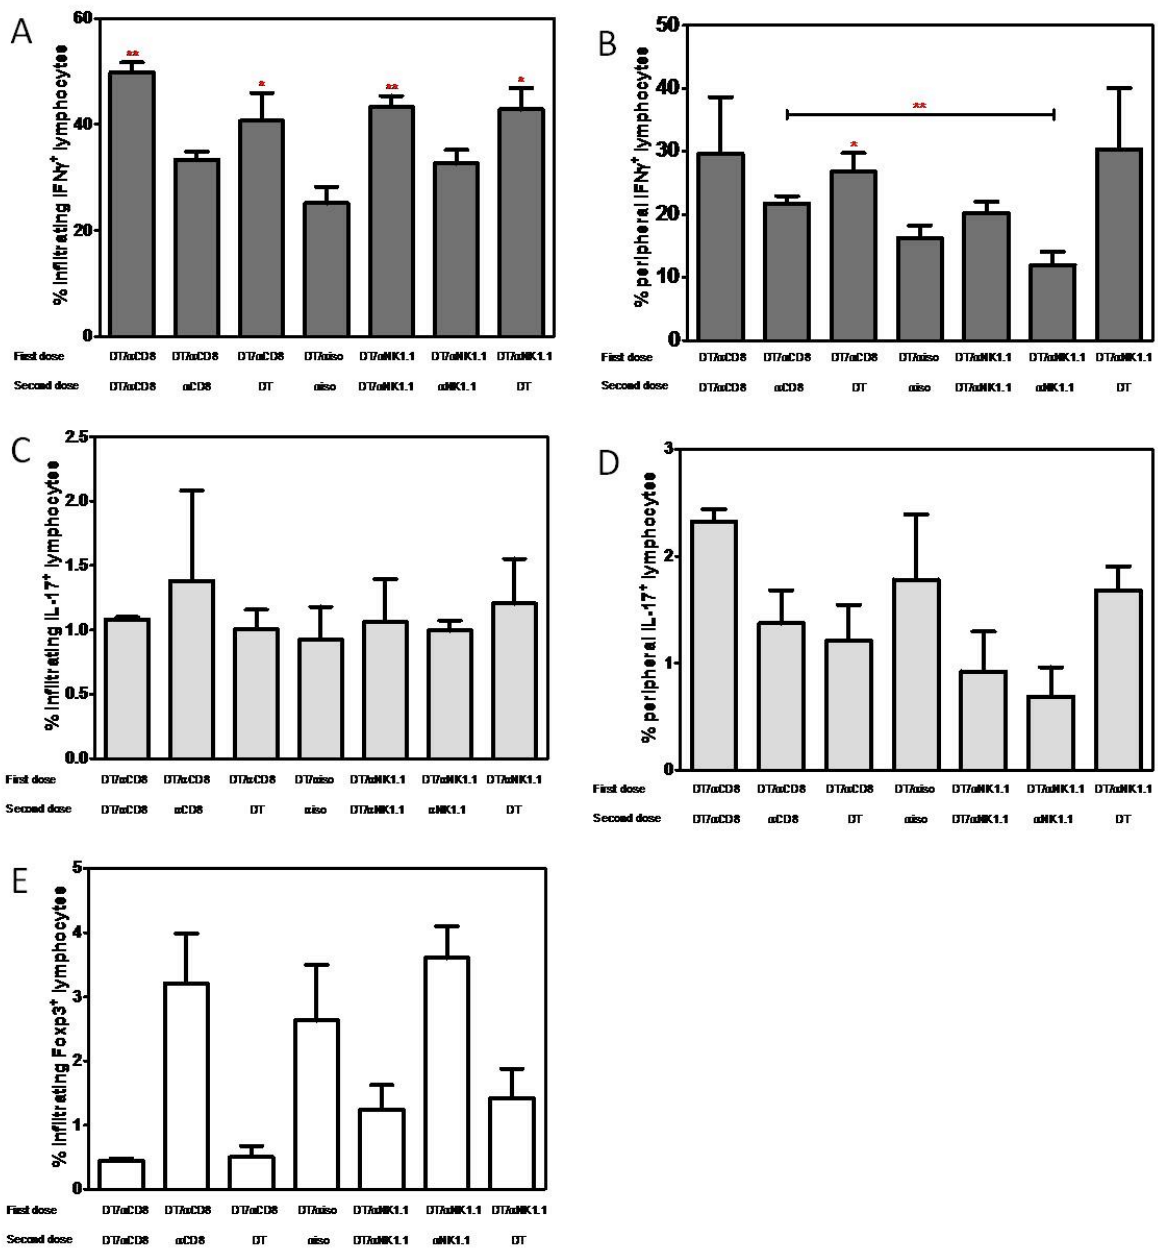 A
% infiltrating IFNγ⁺ lymphocytes
60
40
20
0
** * ** *
First dose DT/αCD8 DT/αCD8 DT/αCD8 DT/αiso DT/αNK1.1 DT/αNK1.1 DT/αNK1.1
Second dose DT/αCD8 αCD8 DT αiso DT/αNK1.1 αNK1.1 DT
B
% peripheral IFNγ⁺ lymphocytes
50
40
30
20
10
0
**
*
First dose DT/αCD8 DT/αCD8 DT/αCD8 DT/αiso DT/αNK1.1 DT/αNK1.1 DT/αNK1.1
Second dose DT/αCD8 αCD8 DT αiso DT/αNK1.1 αNK1.1 DT
C
% infiltrating IL-17⁺ lymphocytes
2.5
2.0
1.5
1.0
0.5
0.0
First dose DT/αCD8 DT/αCD8 DT/αCD8 DT/αiso DT/αNK1.1 DT/αNK1.1 DT/αNK1.1
Second dose DT/αCD8 αCD8 DT αiso DT/αNK1.1 αNK1.1 DT
D
% peripheral IL-17⁺ lymphocytes
3
2
1
0
First dose DT/αCD8 DT/αCD8 DT/αCD8 DT/αiso DT/αNK1.1 DT/αNK1.1 DT/αNK1.1
Second dose DT/αCD8 αCD8 DT αiso DT/αNK1.1 αNK1.1 DT
E
% infiltrating Foxp3⁺ lymphocytes
5
4
3
2
1
0
First dose DT/αCD8 DT/αCD8 DT/αCD8 DT/αiso DT/αNK1.1 DT/αNK1.1 DT/αNK1.1
Second dose DT/αCD8 αCD8 DT αiso DT/αNK1.1 αNK1.1 DT